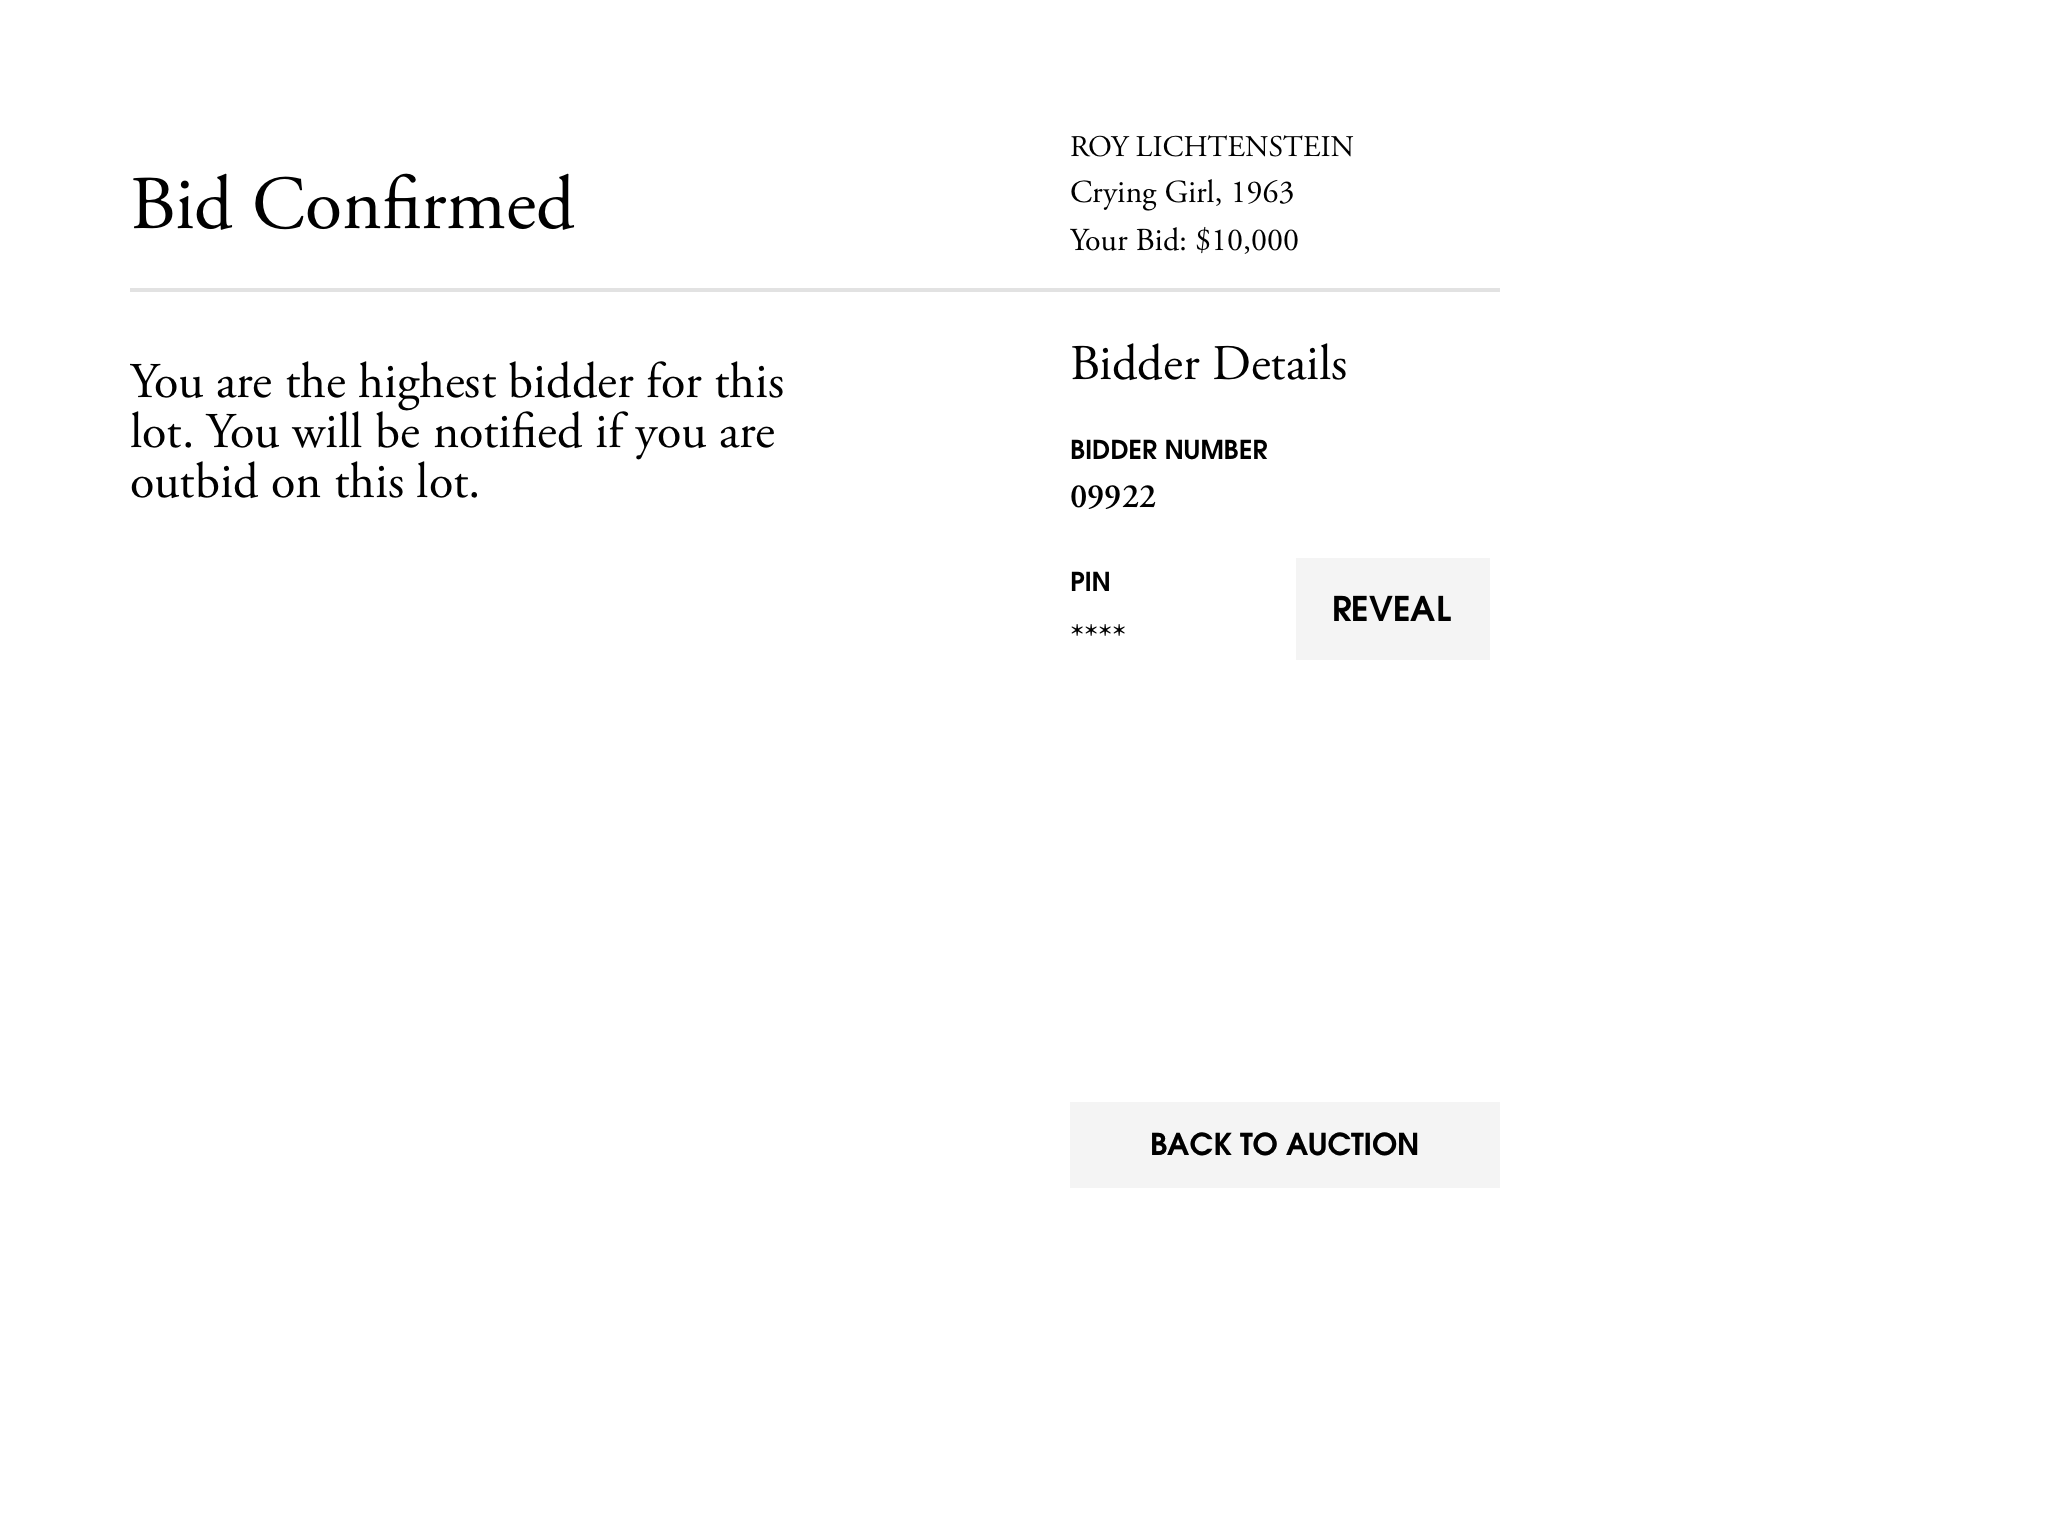 Bid Confirmed
ROY LICHTENSTEIN
Crying Girl, 1963
Your Bid: $10,000
You are the highest bidder for this
lot. You will be notified if you are
outbid on this lot.
Bidder Details
BIDDER NUMBER
09922
PIN
****
REVEAL
BACK TO AUCTION